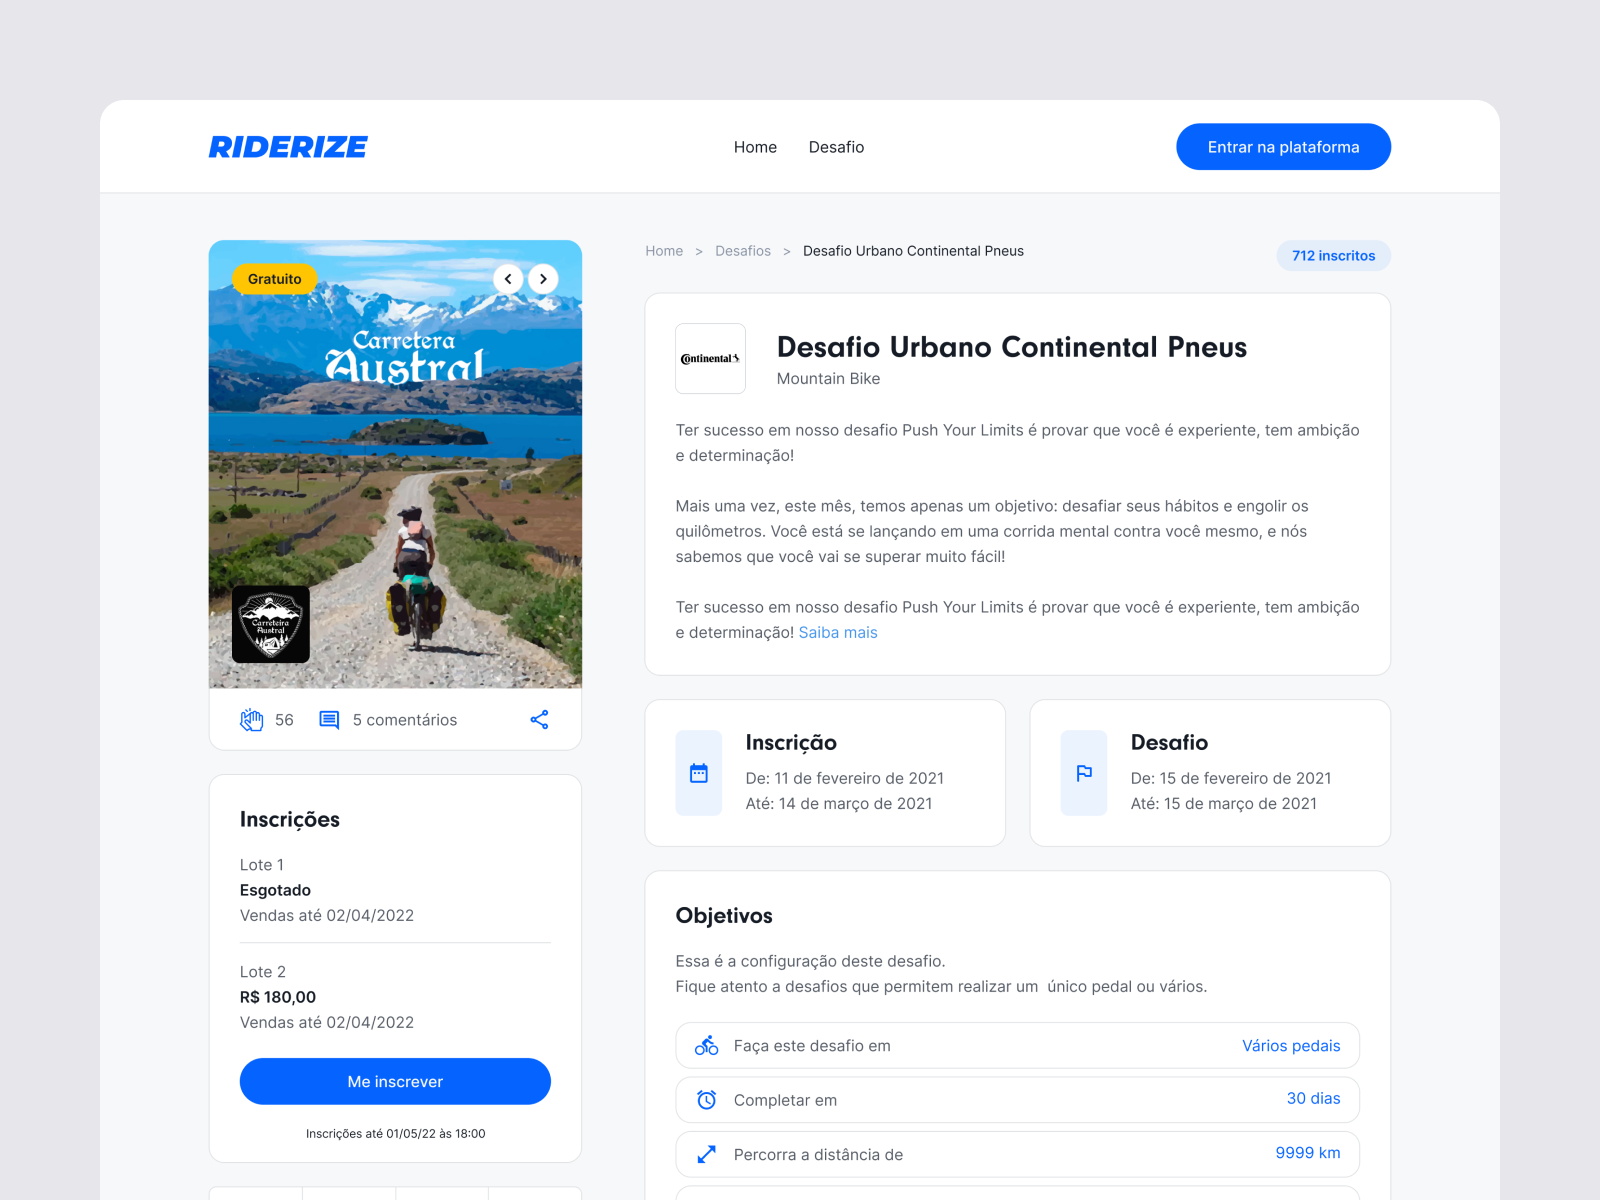 RIDERIZE
Home
Desafio
Entrar na plataforma
Gratuito
Carretera
Austral
Carreteira
Austral
56
5 comentários
Inscrições
Lote 1
Esgotado
Vendas até 02/04/2022
Lote 2
R$ 180,00
Vendas até 02/04/2022
Me inscrever
Inscrições até 01/05/22 às 18:00
Home > Desafios > Desafio Urbano Continental Pneus
712 inscritos
Continental
Desafio Urbano Continental Pneus
Mountain Bike
Ter sucesso em nosso desafio Push Your Limits é provar que você é experiente, tem ambição
e determinação!
Mais uma vez, este mês, temos apenas um objetivo: desafiar seus hábitos e engolir os
quilômetros. Você está se lançando em uma corrida mental contra você mesmo, e nós
sabemos que você vai se superar muito fácil!
Ter sucesso em nosso desafio Push Your Limits é provar que você é experiente, tem ambição
e determinação! Saiba mais
Inscrição
De: 11 de fevereiro de 2021
Até: 14 de março de 2021
Desafio
De: 15 de fevereiro de 2021
Até: 15 de março de 2021
Objetivos
Essa é a configuração deste desafio.
Fique atento a desafios que permitem realizar um  único pedal ou vários.
Faça este desafio em
Vários pedais
Completar em
30 dias
Percorra a distância de
9999 km